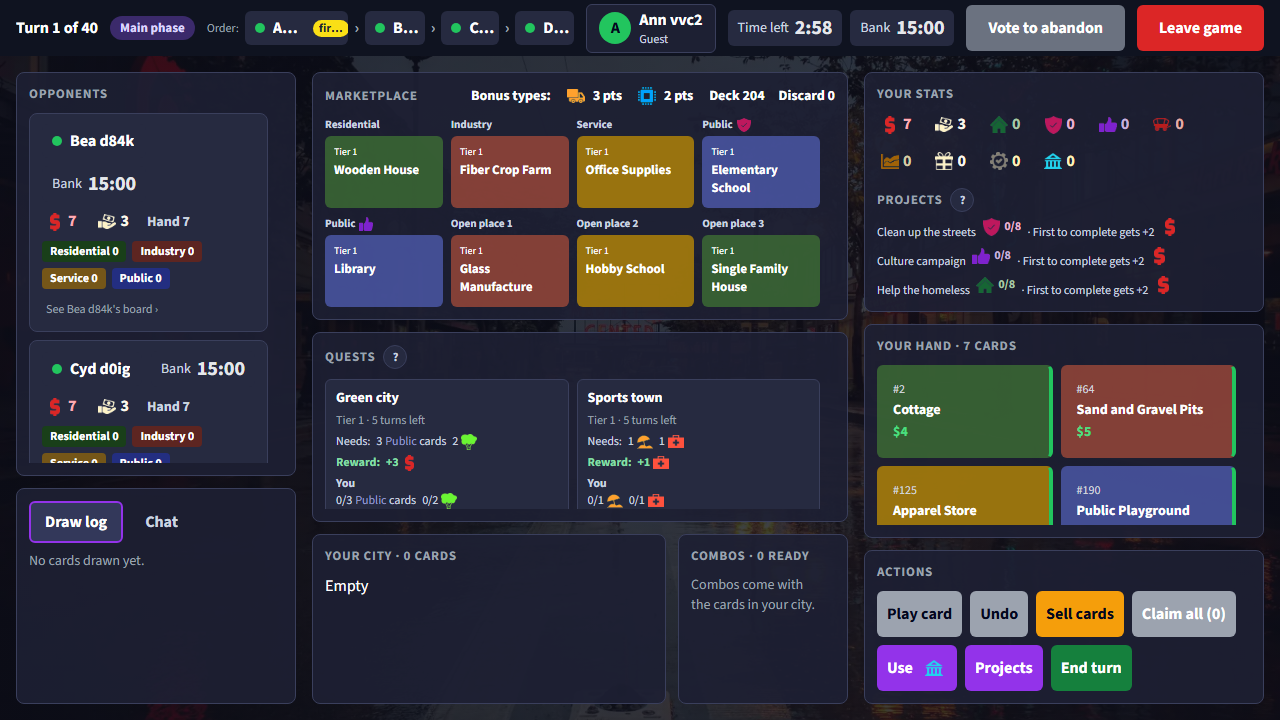 Turn 1 of 40 Main phase Order: A... fir... › B... › C... › D... A Ann vvc2 Guest Time left 2:58 Bank 15:00 Vote to abandon Leave game
OPPONENTS
Bea d84k
Bank 15:00
7 3 Hand 7
Residential 0 Industry 0
Service 0 Public 0
See Bea d84k's board ›
Cyd d0ig Bank 15:00
7 3 Hand 7
Residential 0 Industry 0
Service 0 Public 0
Draw log Chat
No cards drawn yet.
MARKETPLACE Bonus types: 3 pts 2 pts Deck 204 Discard 0
Residential Industry Service Public
Tier 1 Tier 1 Tier 1 Tier 1
Wooden House Fiber Crop Farm Office Supplies Elementary
School
Public Open place 1 Open place 2 Open place 3
Tier 1 Tier 1 Tier 1 Tier 1
Library Glass Hobby School Single Family
Manufacture House
QUESTS ?
Green city
Tier 1 · 5 turns left
Needs: 3 Public cards 2
Reward: +3
You
0/3 Public cards 0/2
Sports town
Tier 1 · 5 turns left
Needs: 1 1
Reward: +1
You
0/1 0/1
YOUR CITY · 0 CARDS
Empty
COMBOS · 0 READY
Combos come with
the cards in your city.
YOUR STATS
7 3 0 0 0 0
0 0 0 0
PROJECTS ?
Clean up the streets 0/8 · First to complete gets +2
Culture campaign 0/8 · First to complete gets +2
Help the homeless 0/8 · First to complete gets +2
YOUR HAND · 7 CARDS
#2
Cottage
$4
#64
Sand and Gravel Pits
$5
#125
Apparel Store
#190
Public Playground
ACTIONS
Play card Undo Sell cards Claim all (0)
Use Projects End turn